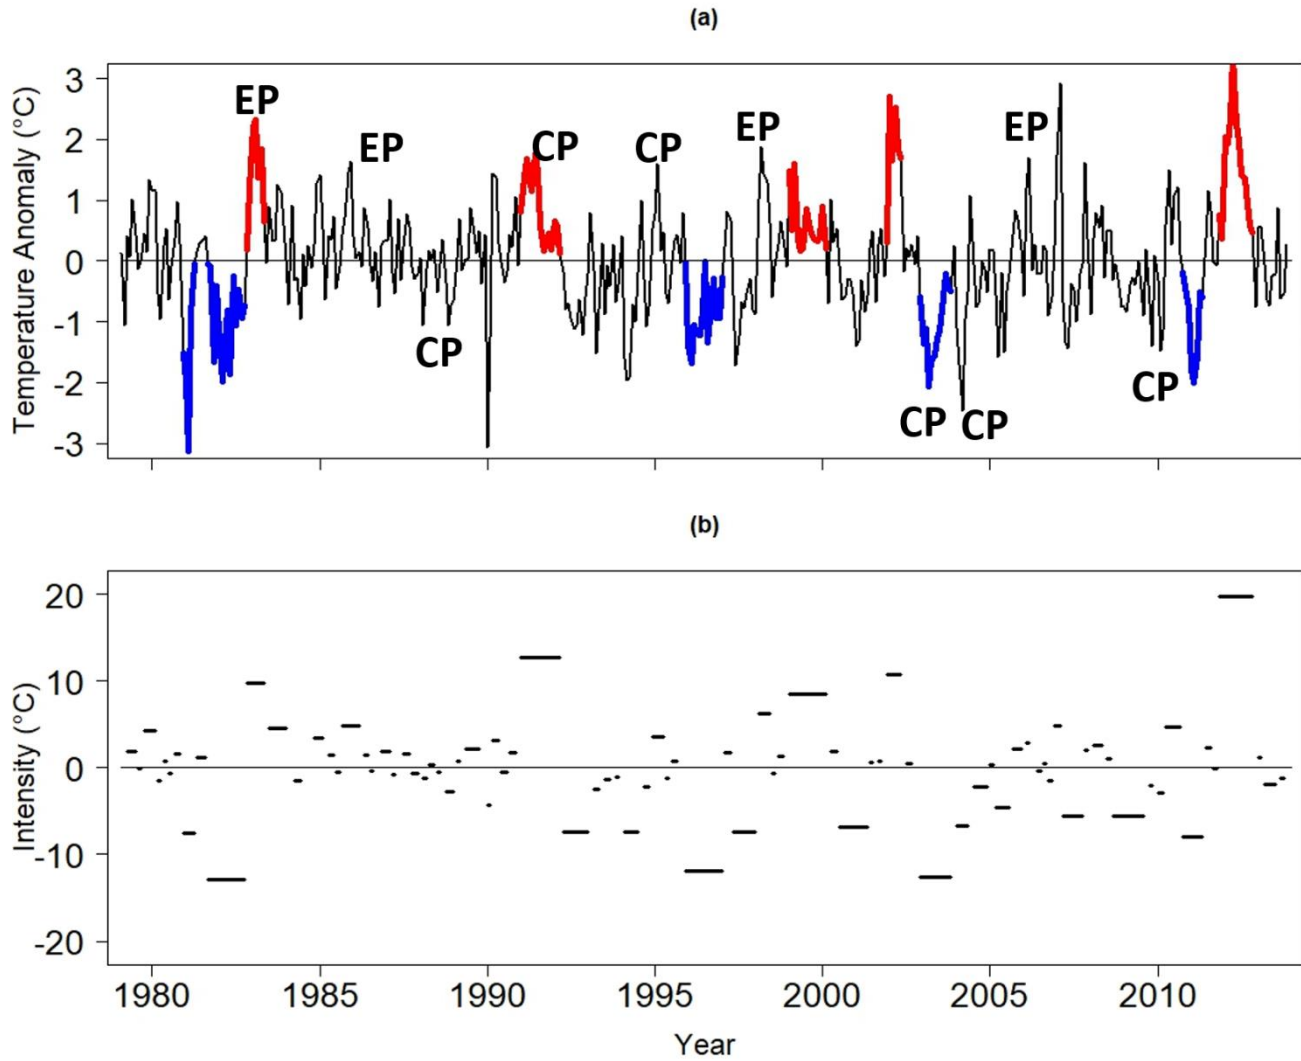 (a)
Temperature Anomaly (°C)
3
2
1
0
-1
-2
-3
EP
EP
CP
CP
CP
EP
CP
CP
EP
CP
(b)
Intensity (°C)
20
10
0
-10
-20
1980 1985 1990 1995 2000 2005 2010
Year